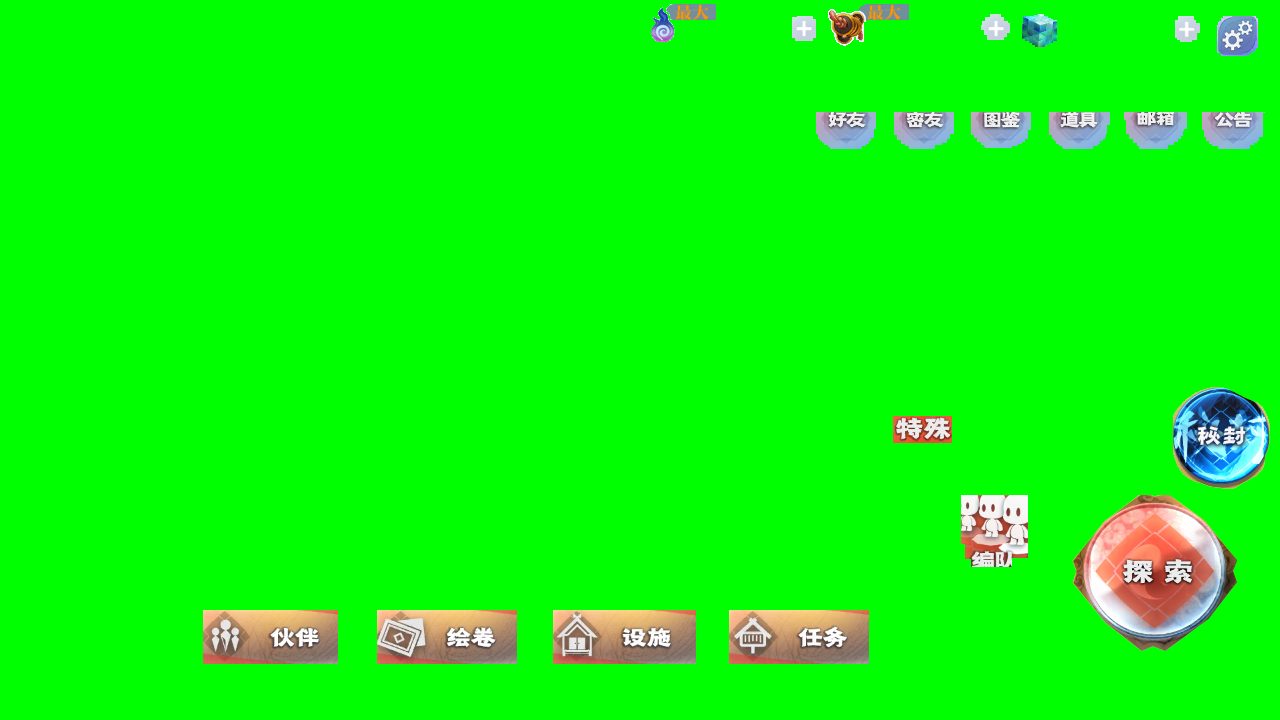 最大
最大
好友
密友
图鉴
道具
邮箱
公告
特殊
秘封
编队
探索
伙伴
绘卷
设施
任务